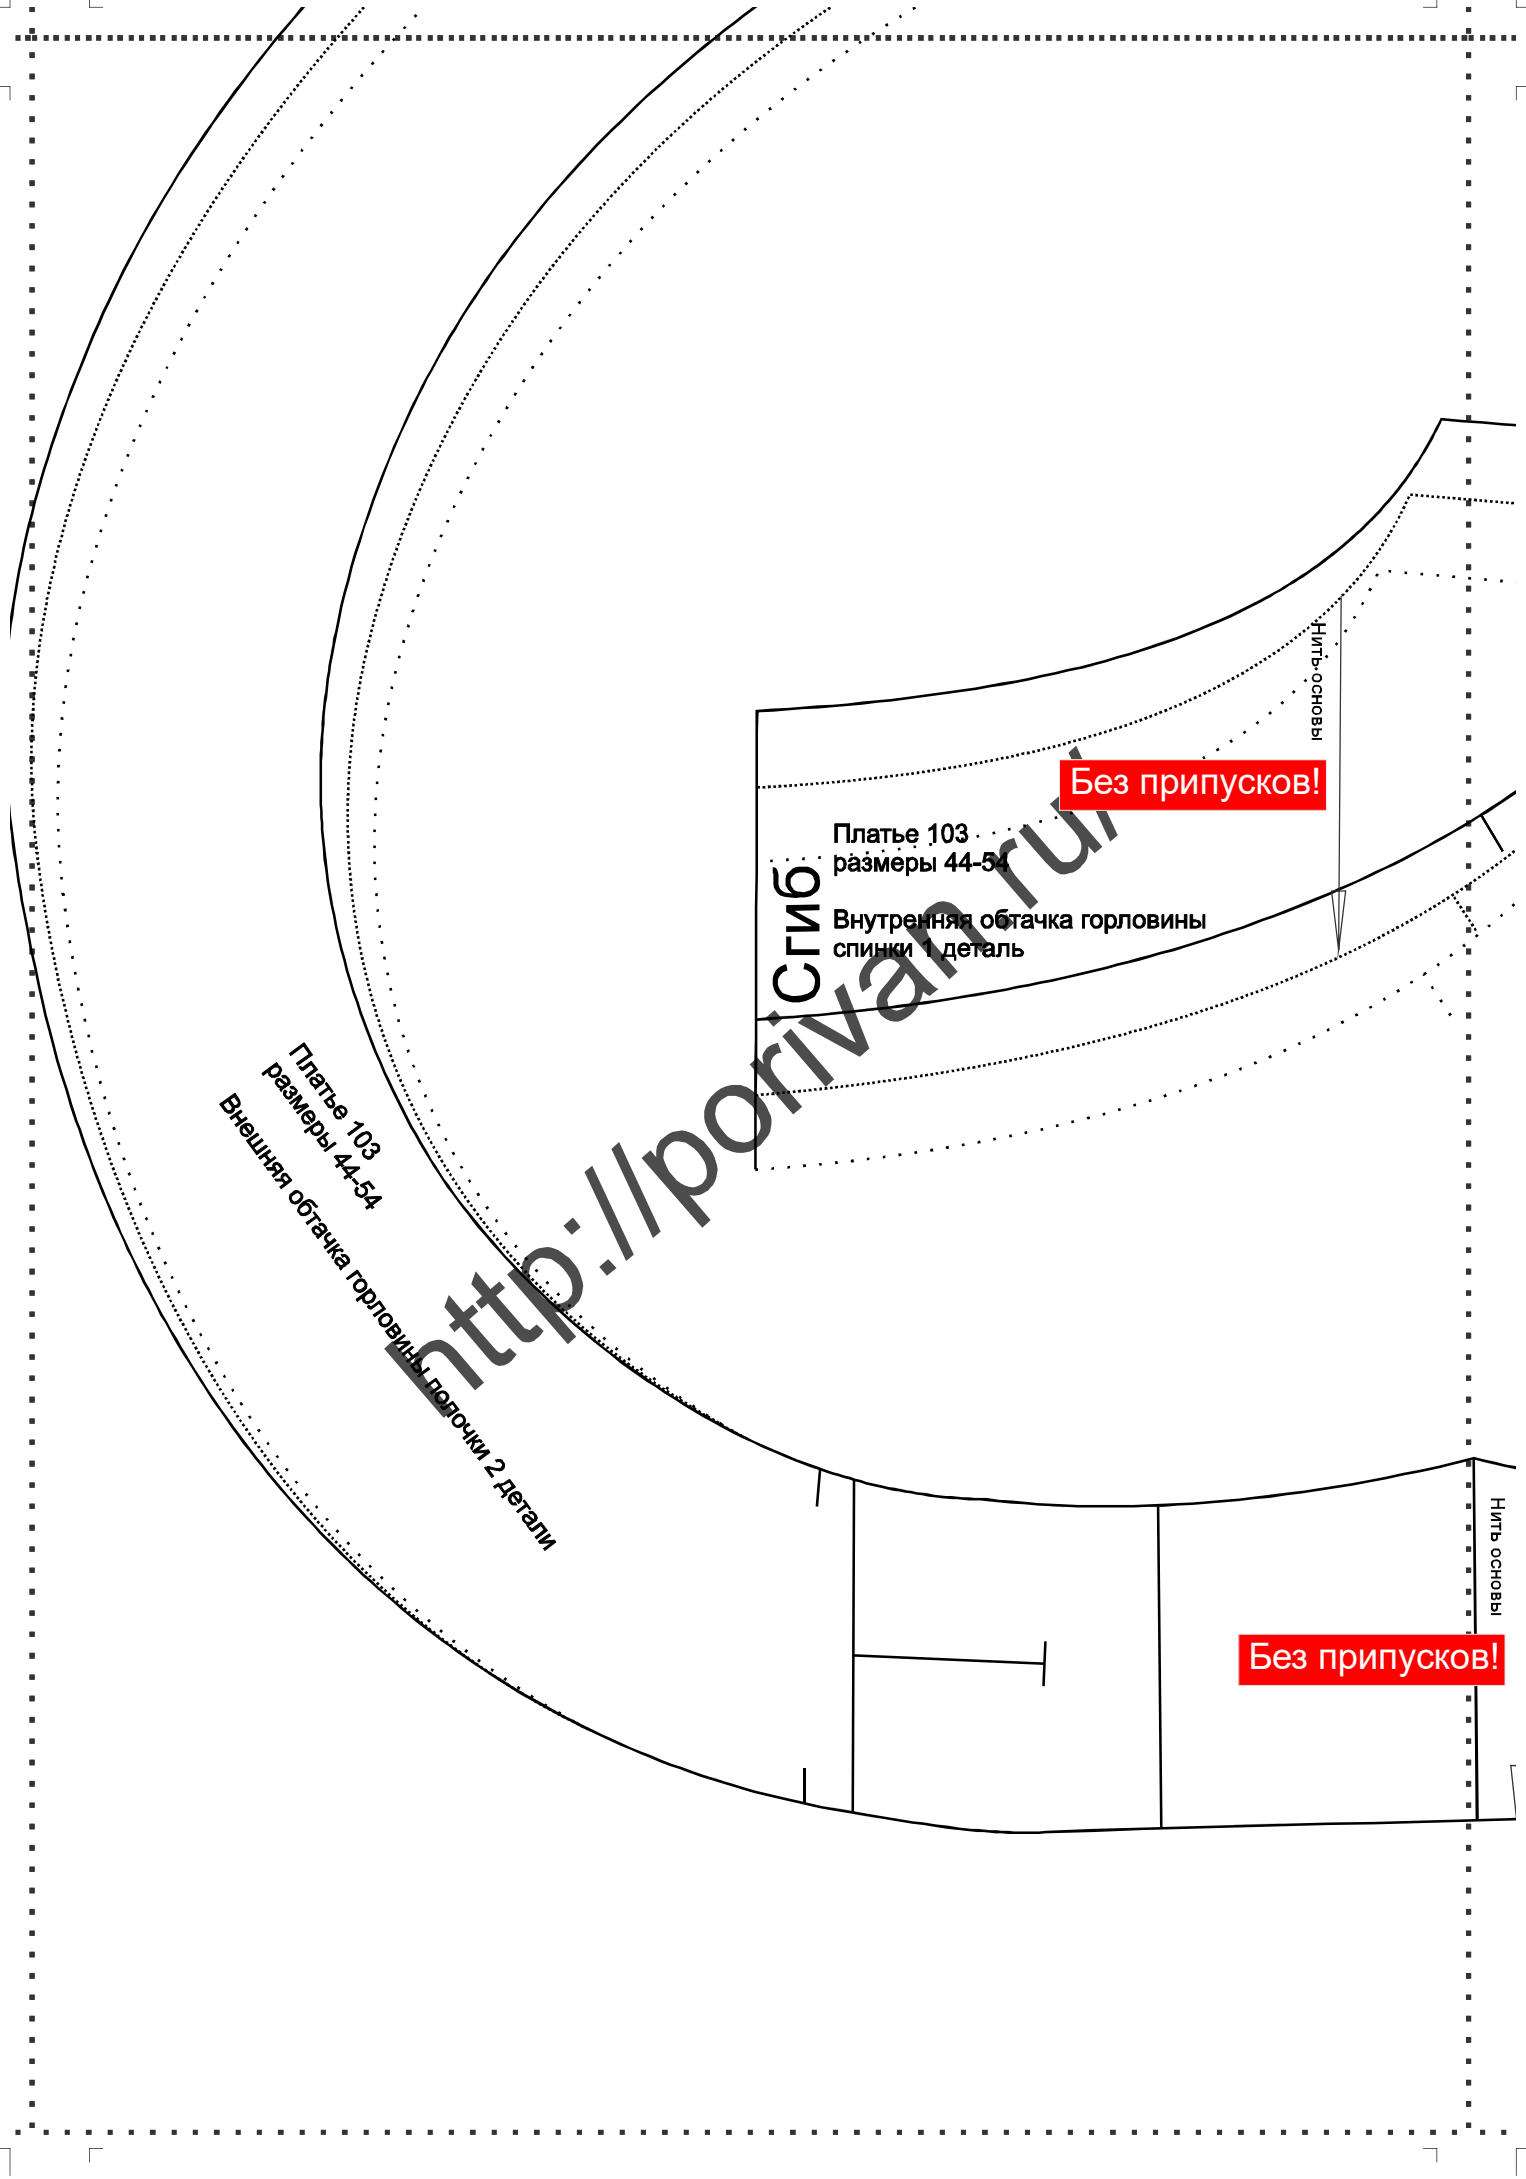 Нить основы
Без припусков!
Платье 103
размеры 44-54
Внутренняя обтачка горловины
спинки 1 деталь
Сгиб
http://porivan.ru/
Платье 103
размеры 44-54
Внешняя обтачка горловины полочки 2 детали
Нить основы
Без припусков!